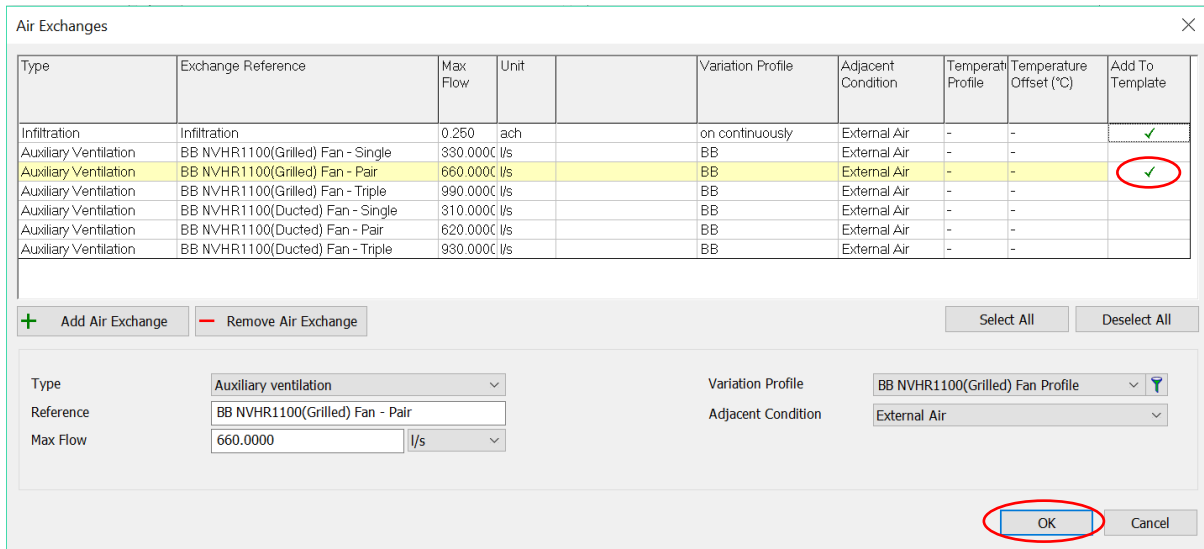 Air Exchanges
Type Exchange Reference Max Flow Unit Variation Profile Adjacent Condition Temperati Profile Temperature Offset (°C) Add To Template
Infiltration Infiltration 0.250 ach on continuously External Air - - ✓
Auxiliary Ventilation BB NVHR1100(Grilled) Fan - Single 330.0000 l/s BB External Air - -
Auxiliary Ventilation BB NVHR1100(Grilled) Fan - Pair 660.0000 l/s BB External Air - - ✓
Auxiliary Ventilation BB NVHR1100(Grilled) Fan - Triple 990.0000 l/s BB External Air - -
Auxiliary Ventilation BB NVHR1100(Ducted) Fan - Single 310.0000 l/s BB External Air - -
Auxiliary Ventilation BB NVHR1100(Ducted) Fan - Pair 620.0000 l/s BB External Air - -
Auxiliary Ventilation BB NVHR1100(Ducted) Fan - Triple 930.0000 l/s BB External Air - -
+ Add Air Exchange − Remove Air Exchange Select All Deselect All
Type Auxiliary ventilation Variation Profile BB NVHR1100(Grilled) Fan Profile
Reference BB NVHR1100(Grilled) Fan - Pair Adjacent Condition External Air
Max Flow 660.0000 l/s
OK Cancel